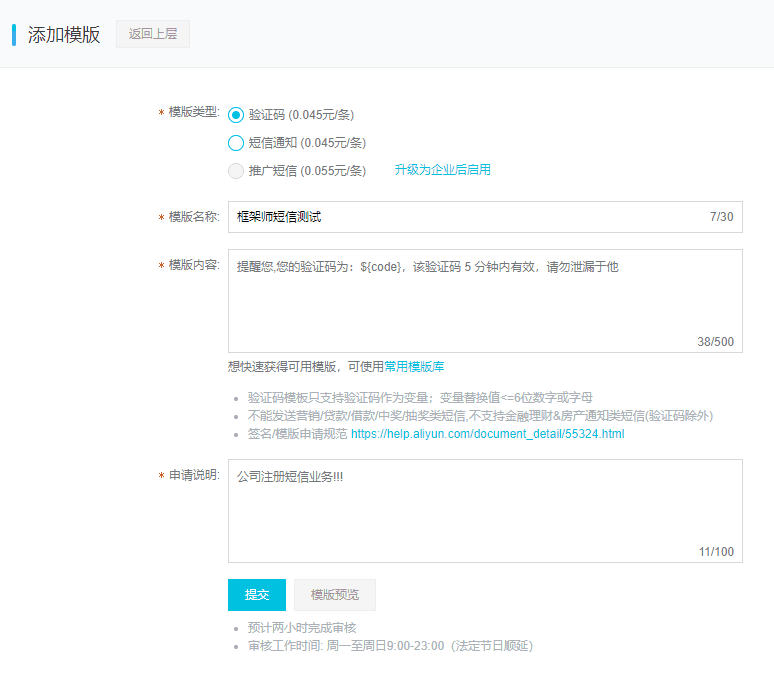 添加模版 返回上层
* 模版类型: 验证码 (0.045元/条)
短信通知 (0.045元/条)
推广短信 (0.055元/条) 升级为企业后启用
* 模版名称: 框架师短信测试 7/30
* 模版内容: 提醒您,您的验证码为：${code}，该验证码 5 分钟内有效，请勿泄漏于他
38/500
想快速获得可用模版，可使用常用模版库
验证码模板只支持验证码作为变量；变量替换值<=6位数字或字母
不能发送营销/贷款/借款/中奖/抽奖类短信,不支持金融理财&房产通知类短信(验证码除外)
签名/模版申请规范 https://help.aliyun.com/document_detail/55324.html
* 申请说明: 公司注册短信业务!!!
11/100
提交 模版预览
预计两小时完成审核
审核工作时间: 周一至周日9:00-23:00（法定节日顺延）